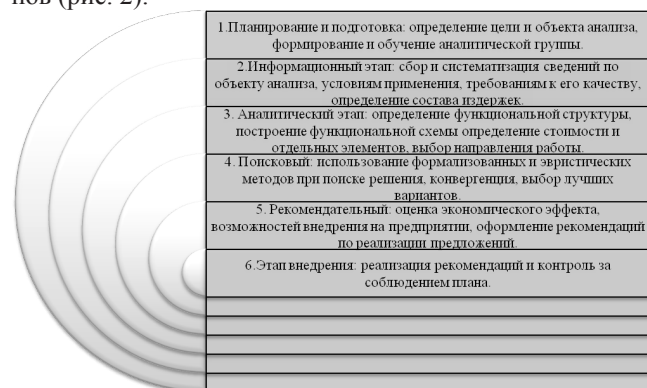 нов (рис. 2).
1.Планирование и подготовка: определение цели и объекта анализа,
формирование и обучение аналитической группы.
2.Информационный этап: сбор и систематизация сведений по
объекту анализа, условиям применения, требованиям к его качеству,
определение состава издержек.
3. Аналитический этап: определение функциональной структуры,
построение функциональной схемы определение стоимости и
отдельных элементов, выбор направления работы.
4. Поисковый: использование формализованных и эвристических
методов при поиске решения, конвергенция, выбор лучших
вариантов.
5. Рекомендательный: оценка экономического эффекта,
возможностей внедрения на предприятии, оформление рекомендаций
по реализации предложений.
6.Этап внедрения: реализация рекомендаций и контроль за
соблюдением плана.